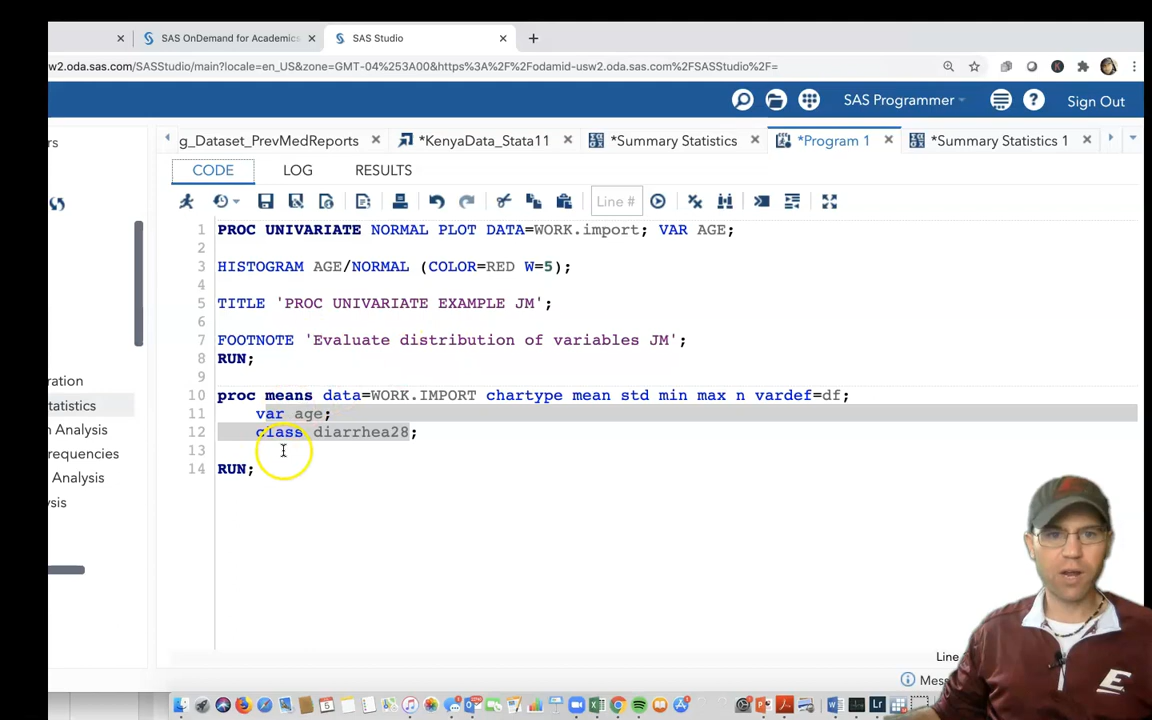 SAS OnDemand for Academics
SAS Studio
w2.oda.sas.com/SASStudio/main?locale=en_US&zone=GMT-04%253A00&https%3A%2F%2Fodamid-usw2.oda.sas.com%2FSASStudio%2F=
SAS Programmer
Sign Out
rs
g_Dataset_PrevMedReports
*KenyaData_Stata11
*Summary Statistics
*Program 1
*Summary Statistics 1
CODE
LOG
RESULTS
Line #
1 PROC UNIVARIATE NORMAL PLOT DATA=WORK.import; VAR AGE;
2
3 HISTOGRAM AGE/NORMAL (COLOR=RED W=5);
4
5 TITLE 'PROC UNIVARIATE EXAMPLE JM';
6
7 FOOTNOTE 'Evaluate distribution of variables JM';
8 RUN;
9
10 proc means data=WORK.IMPORT chartype mean std min max n vardef=df;
11 var age;
12 class diarrhea28;
13
14 RUN;
ration
tatistics
n Analysis
requencies
Analysis
sis
Line
Mess
E